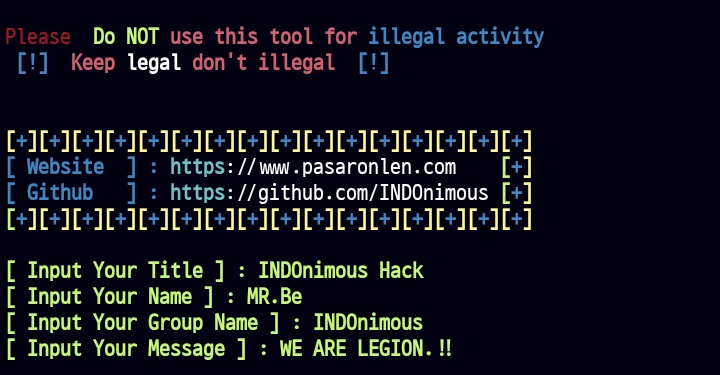 Please  Do NOT use this tool for illegal activity
[!]  Keep legal don't illegal  [!]
[+][+][+][+][+][+][+][+][+][+][+][+][+][+][+][+]
[ Website  ] : https://www.pasaronlen.com    [+]
[ Github   ] : https://github.com/INDOnimous [+]
[+][+][+][+][+][+][+][+][+][+][+][+][+][+][+][+]
[ Input Your Title ] : INDOnimous Hack
[ Input Your Name ] : MR.Be
[ Input Your Group Name ] : INDOnimous
[ Input Your Message ] : WE ARE LEGION.!!